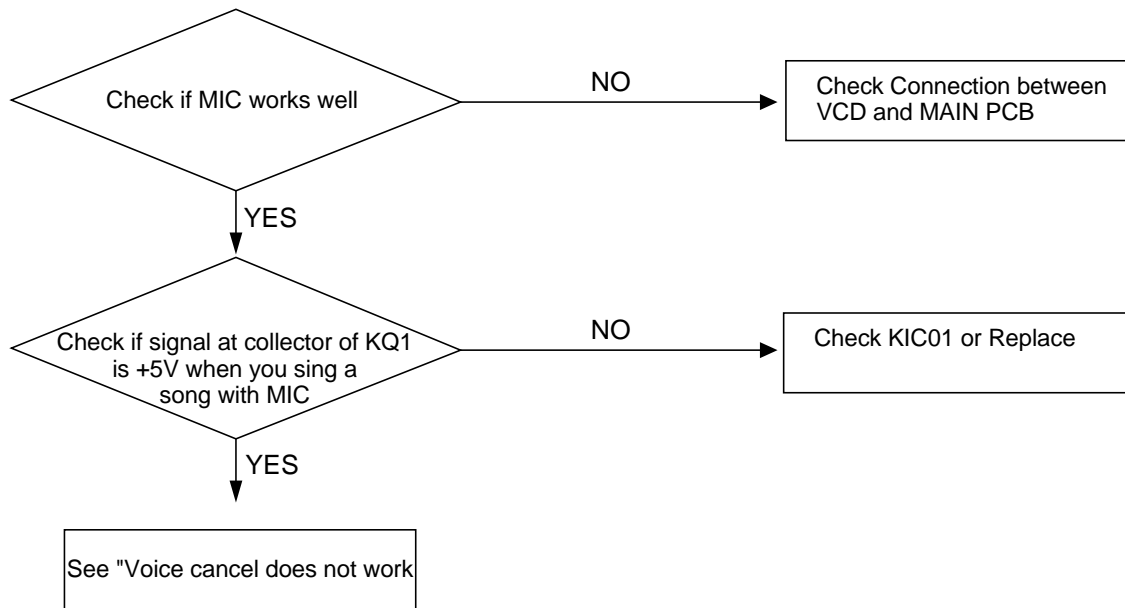 Check if MIC works well
NO
Check Connection between
VCD and MAIN PCB
YES
Check if signal at collector of KQ1
is +5V when you sing a
song with MIC
NO
Check KIC01 or Replace
YES
See "Voice cancel does not work